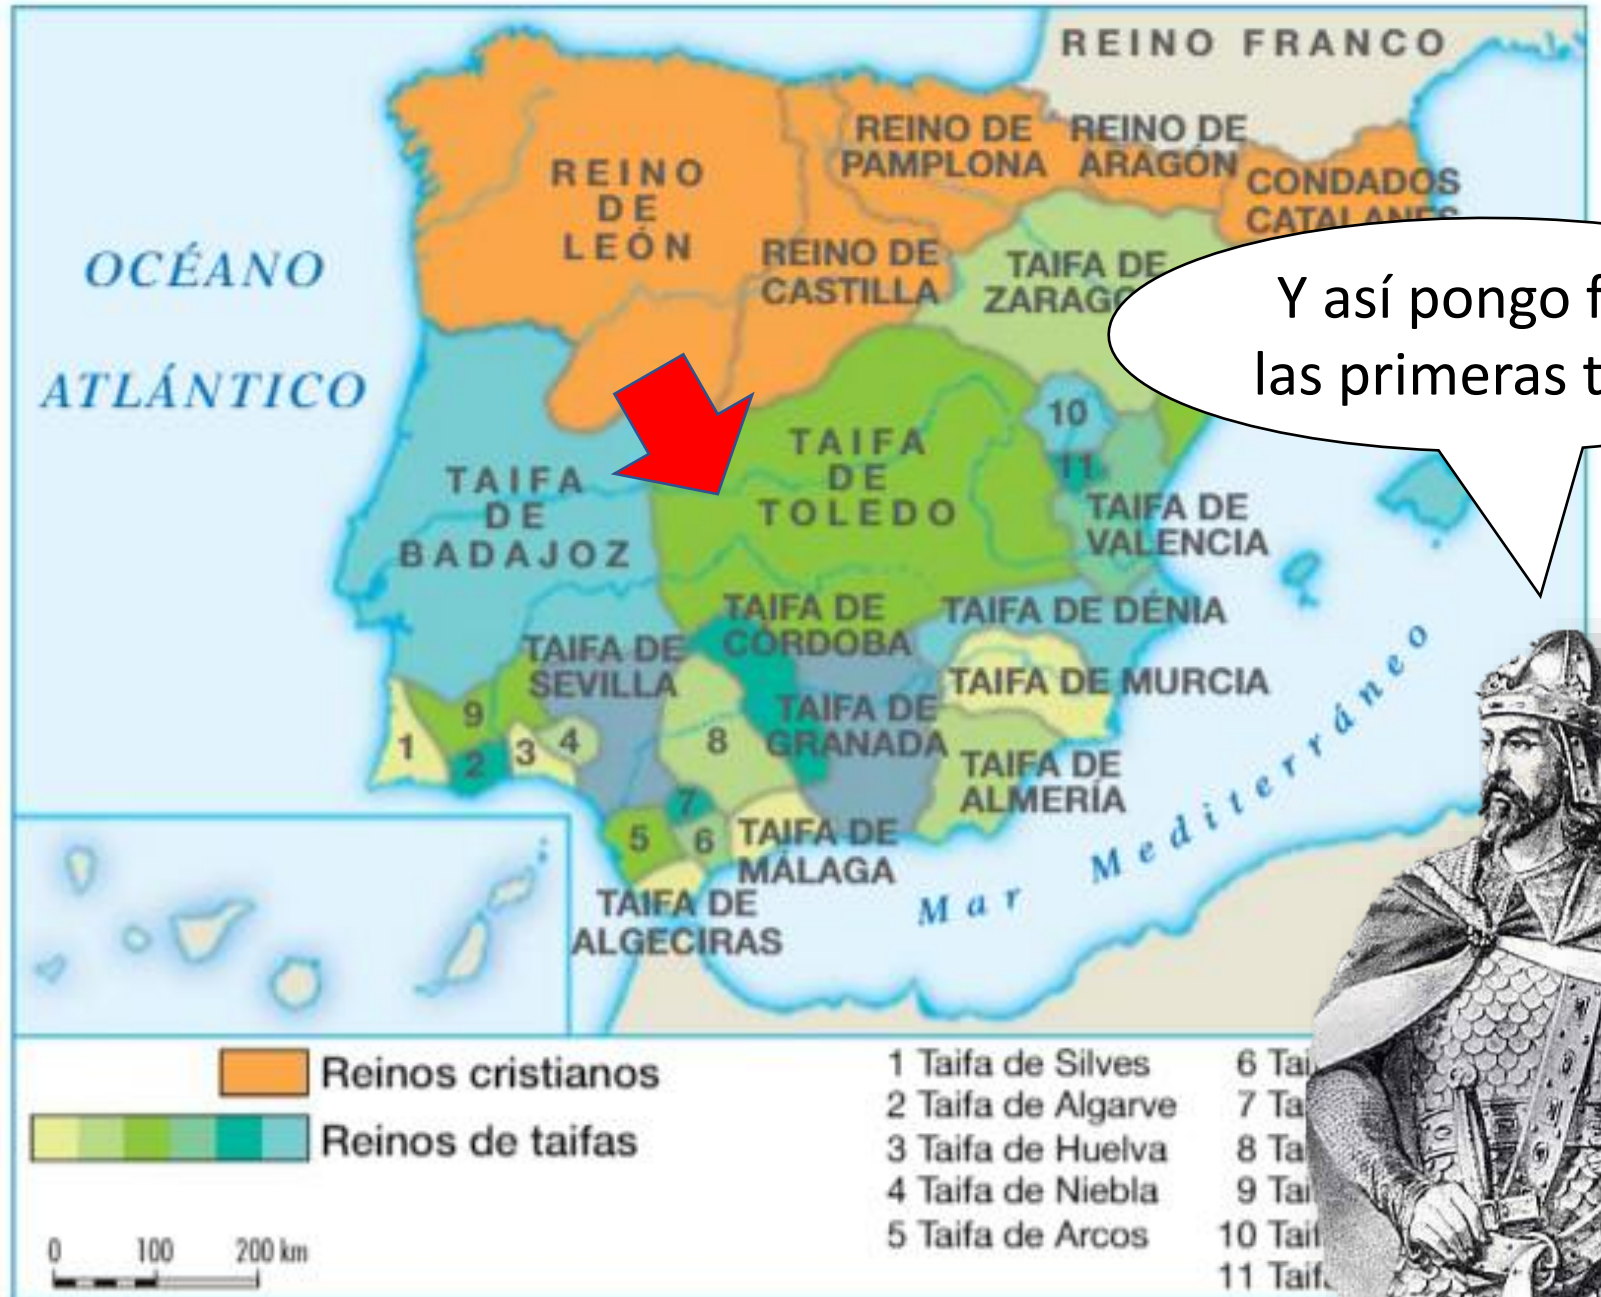 REINO FRANCO
REINO DE
PAMPLONA
REINO DE
ARAGÓN
CONDADOS
CATALANES
REINO
DE
LEÓN
REINO DE
CASTILLA
TAIFA DE
OCÉANO
ATLÁNTICO
Y así pongo
las primeras
10
11
TAIFA
DE
TOLEDO
TAIFA
DE
BADAJOZ
TAIFA DE
VALENCIA
TAIFA DE
CÓRDOBA
TAIFA DE DÉNIA
TAIFA DE
SEVILLA
TAIFA DE MURCIA
TAIFA DE
GRANADA
TAIFA DE
ALMERÍA
1
9
2
3
4
8
7
5
6
TAIFA DE
MÁLAGA
TAIFA DE
ALGECIRAS
Mar Mediterráneo
Reinos cristianos
Reinos de taifas
0 100 200 km
1 Taifa de Silves
2 Taifa de Algarve
3 Taifa de Huelva
4 Taifa de Niebla
5 Taifa de Arcos
6
7
8
9
10
11